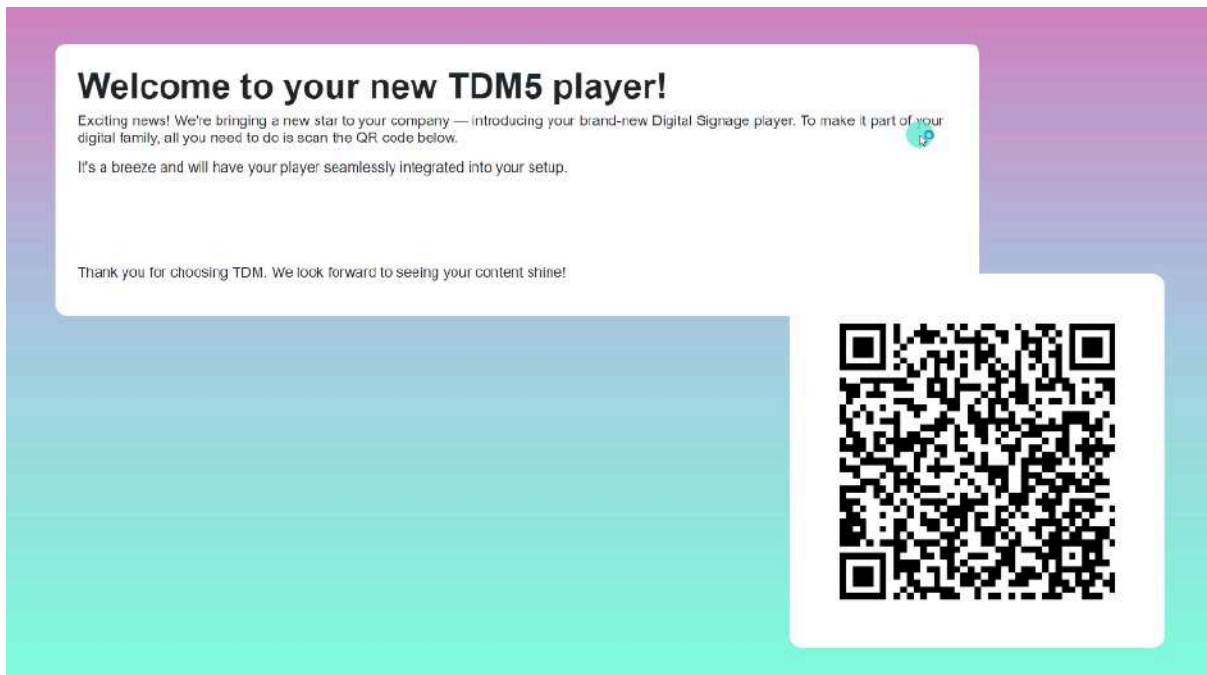 Welcome to your new TDM5 player!
Exciting news! We're bringing a new star to your company — introducing your brand-new Digital Signage player. To make it part of your
digital family, all you need to do is scan the QR code below.
It's a breeze and will have your player seamlessly integrated into your setup.
Thank you for choosing TDM. We look forward to seeing your content shine!